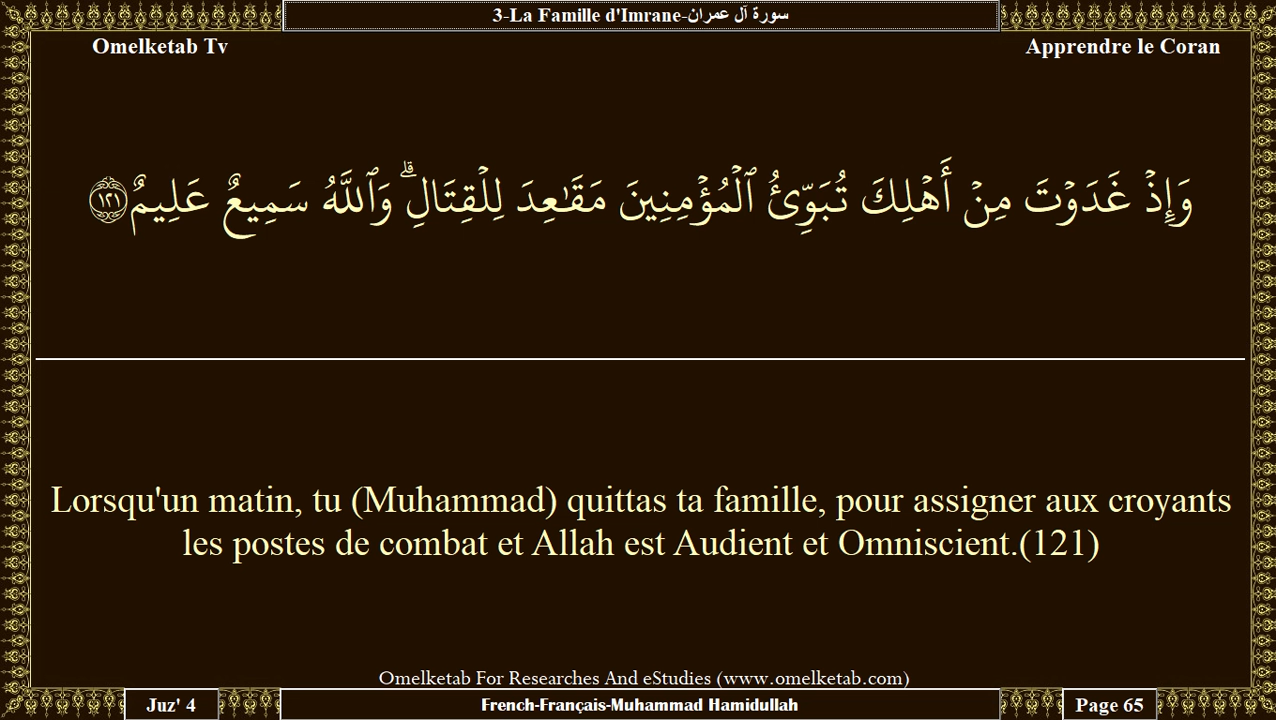 3-La Famille d'Imrane-سورة آل عمران
Omelketab Tv
Apprendre le Coran
وَإِذۡ غَدَوۡتَ مِنۡ أَهۡلِكَ تُبَوِّئُ ٱلۡمُؤۡمِنِينَ مَقَٰعِدَ لِلۡقِتَالِۗ وَٱللَّهُ سَمِيعٌ عَلِيمٌ ١٢١
Lorsqu'un matin, tu (Muhammad) quittas ta famille, pour assigner aux croyants
les postes de combat et Allah est Audient et Omniscient.(121)
Omelketab For Researches And eStudies (www.omelketab.com)
Juz' 4
French-Français-Muhammad Hamidullah
Page 65